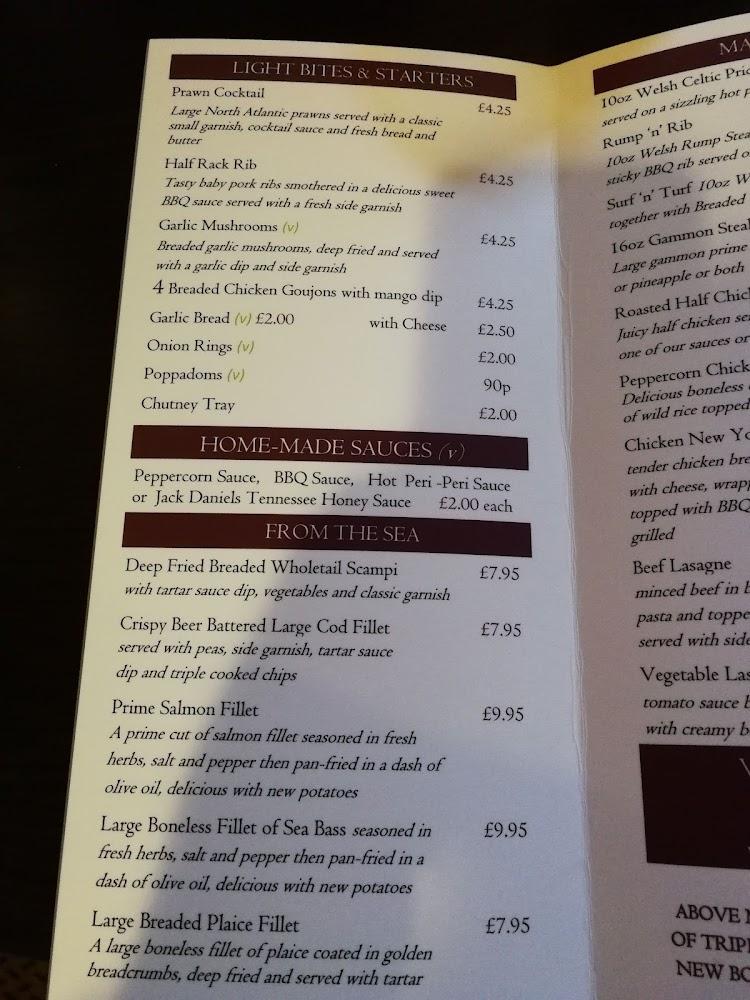 LIGHT BITES & STARTERS
Prawn Cocktail £4.25
Large North Atlantic prawns served with a classic
small garnish, cocktail sauce and fresh bread and
butter
Half Rack Rib £4.25
Tasty baby pork ribs smothered in a delicious sweet
BBQ sauce served with a fresh side garnish
Garlic Mushrooms (v) £4.25
Breaded garlic mushrooms, deep fried and served
with a garlic dip and side garnish
4 Breaded Chicken Goujons with mango dip £4.25
Garlic Bread (v) £2.00 with Cheese £2.50
Onion Rings (v) £2.00
Poppadoms (v) 90p
Chutney Tray £2.00
HOME-MADE SAUCES (v)
Peppercorn Sauce, BBQ Sauce, Hot Peri -Peri Sauce
or Jack Daniels Tennessee Honey Sauce £2.00 each
FROM THE SEA
Deep Fried Breaded Wholetail Scampi £7.95
with tartar sauce dip, vegetables and classic garnish
Crispy Beer Battered Large Cod Fillet £7.95
served with peas, side garnish, tartar sauce
dip and triple cooked chips
Prime Salmon Fillet £9.95
A prime cut of salmon fillet seasoned in fresh
herbs, salt and pepper then pan-fried in a dash of
olive oil, delicious with new potatoes
Large Boneless Fillet of Sea Bass seasoned in £9.95
fresh herbs, salt and pepper then pan-fried in a
dash of olive oil, delicious with new potatoes
Large Breaded Plaice Fillet £7.95
A large boneless fillet of plaice coated in golden
breadcrumbs, deep fried and served with tartar
10oz Welsh Celtic
served on a sizzling hot
Rump 'n' Rib
10oz Welsh Rump
sticky BBQ rib served
Surf 'n' Turf 10oz
together with Breaded
16oz Gammon
Large gammon prime
or pineapple or both
Roasted Half
Juicy half chicken
one of our sauces or
Peppercorn
Delicious boneless
of wild rice topped
Chicken New
tender chicken
with cheese,
topped with BBQ
grilled
Beef Lasagne
minced beef in
pasta and
served with
Vegetable
tomato sauce
with creamy
ABOVE
OF
NEW